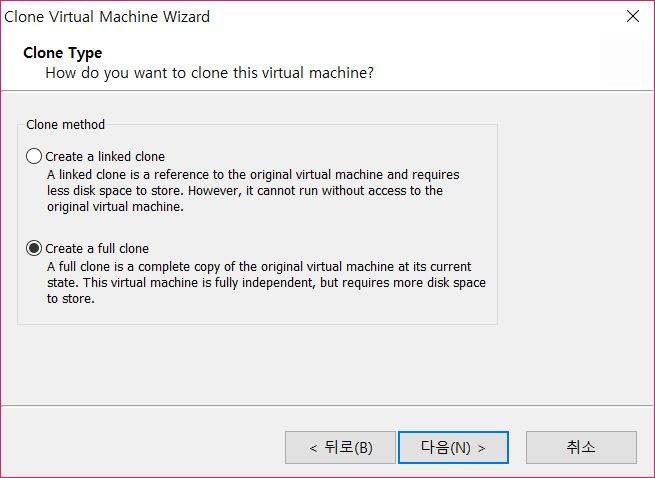 Clone Virtual Machine Wizard
Clone Type
How do you want to clone this virtual machine?
Clone method
Create a linked clone
A linked clone is a reference to the original virtual machine and requires
less disk space to store. However, it cannot run without access to the
original virtual machine.
Create a full clone
A full clone is a complete copy of the original virtual machine at its current
state. This virtual machine is fully independent, but requires more disk space
to store.
< 뒤로(B)
다음(N) >
취소